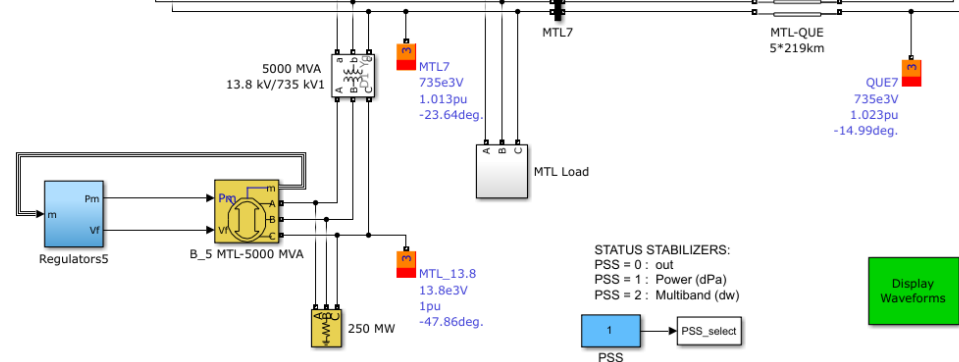 MTL7
MTL-QUE
5*219km
5000 MVA
13.8 kV/735 kV1
a
b
c
A
B
C
D1
Yg
3
MTL7
735e3V
1.013pu
-23.64deg.
3
QUE7
735e3V
1.023pu
-14.99deg.
A
B
C
MTL Load
m
Pm
Vf
Regulators5
Pm
Vf
m
A
B
C
B_5 MTL-5000 MVA
3
MTL_13.8
13.8e3V
1pu
-47.86deg.
A
B
C
250 MW
STATUS STABILIZERS:
PSS = 0 : out
PSS = 1 : Power (dPa)
PSS = 2 : Multiband (dw)
1
PSS_select
PSS
Display
Waveforms